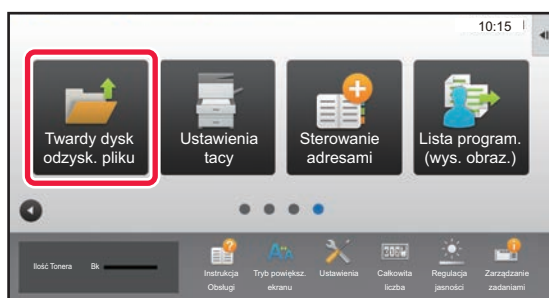 10:15
Twardy dysk
odzysk. pliku
Ustawienia
tacy
Sterowanie
adresami
Lista program.
(wys. obraz.)
Ilość Tonera Bk
Instrukcja
Obsługi
Tryb powiększ.
ekranu
Ustawienia
Całkowita
liczba
Regulacja
jasności
Zarządzanie
zadaniami